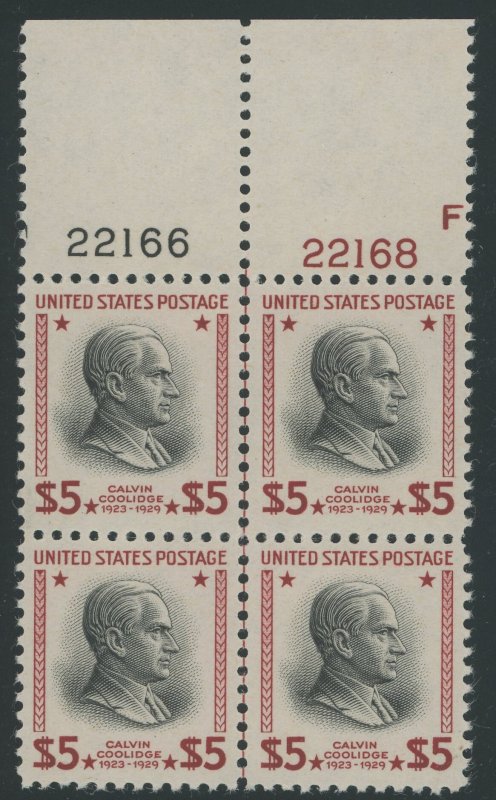 F
22166 22168
UNITED STATES POSTAGE UNITED STATES POSTAGE
$5 CALVIN COOLIDGE 1923-1929 $5 $5 CALVIN COOLIDGE 1923-1929 $5
UNITED STATES POSTAGE UNITED STATES POSTAGE
$5 CALVIN COOLIDGE 1923-1929 $5 $5 CALVIN COOLIDGE 1923-1929 $5